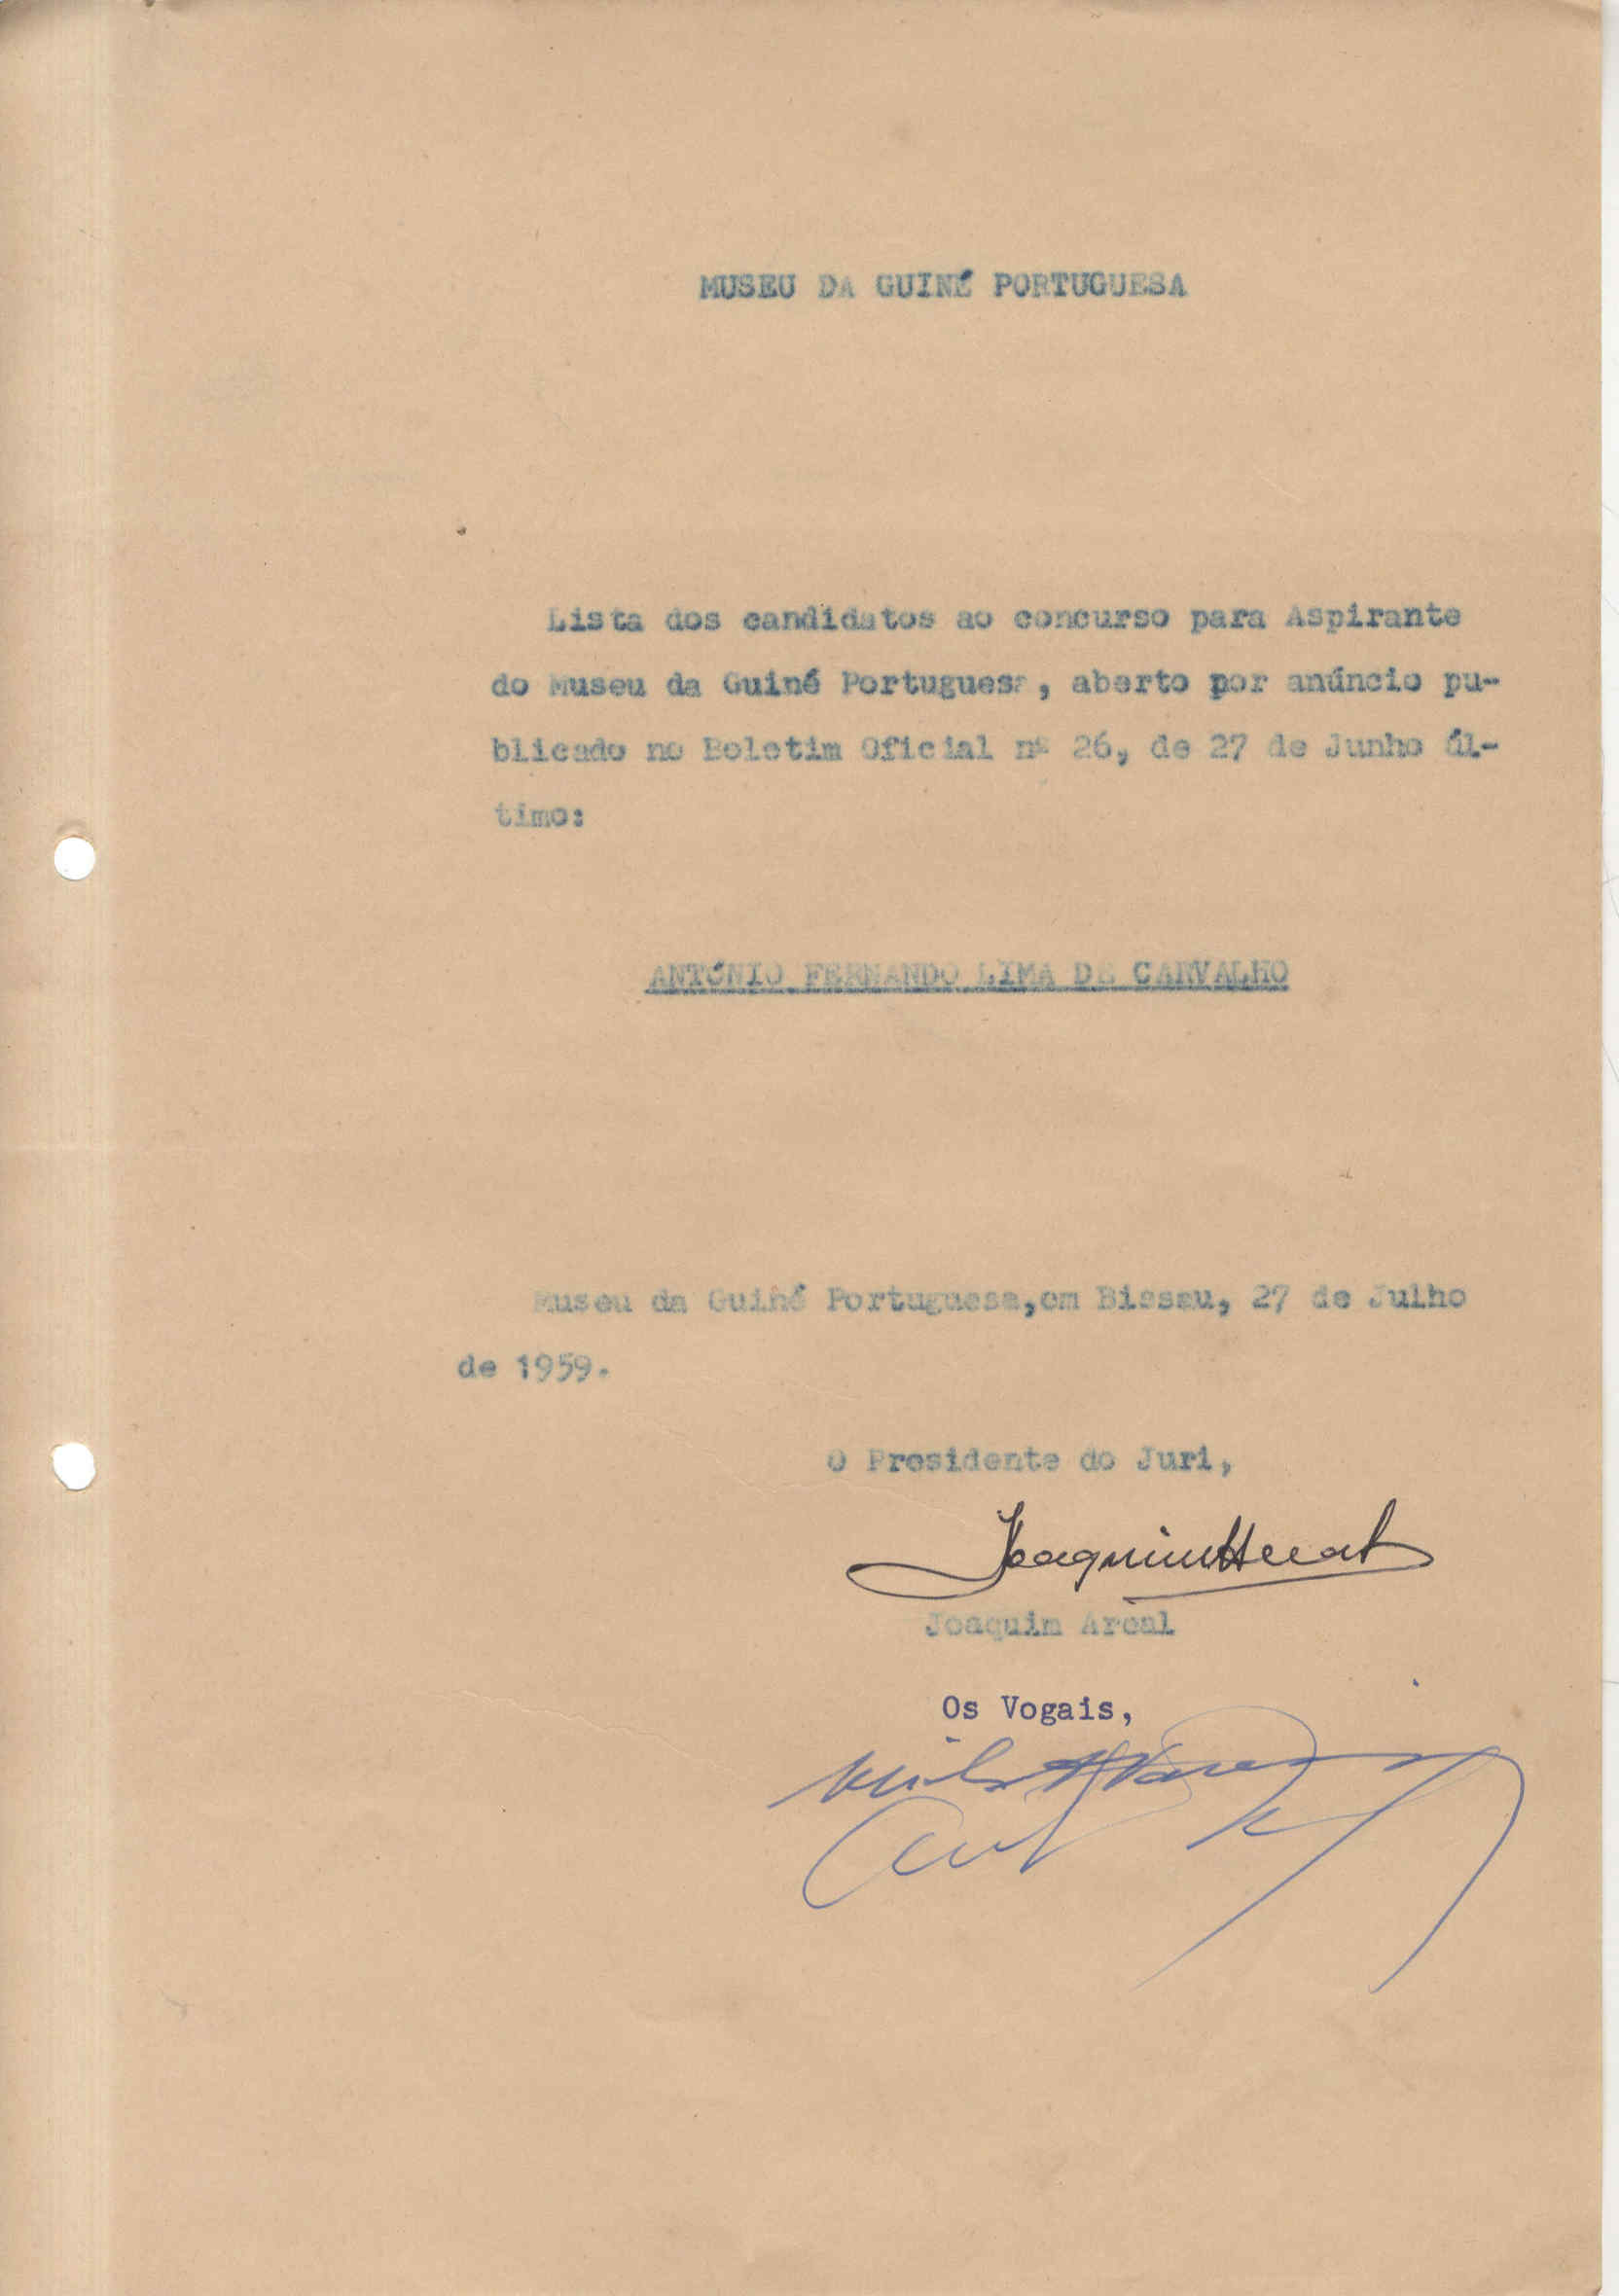 MUSEU DA GUINÉ PORTUGUESA
Lista dos candidatos ao concurso para Aspirante
do Museu da Guiné Portuguesa, aberto por anúncio pu-
blicado no Boletim Oficial nº 26, de 27 de Junho úl-
timo:
ANTÓNIO FERNANDO LIMA DE CARVALHO
Museu da Guiné Portuguesa,em Bissau, 27 de Julho
de 1959.
O Presidente do Juri,
Joaquim Areal
Joaquim Areal
Os Vogais,